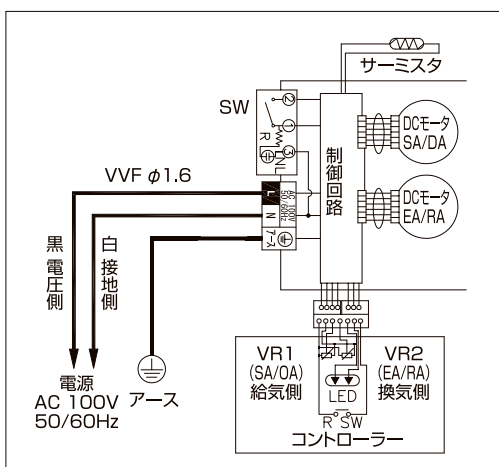 サーミスタ
SW
2
1
3
R
L
N
DCモータ
SA/DA
制御回路
DCモータ
EA/RA
VVF φ1.6
L
N
AC 100V
50/60Hz
アース
黒 電圧側
白 接地側
電源
AC 100V
50/60Hz
アース
VR1
(SA/OA)
給気側
VR2
(EA/RA)
換気側
LED
R SW
コントローラー